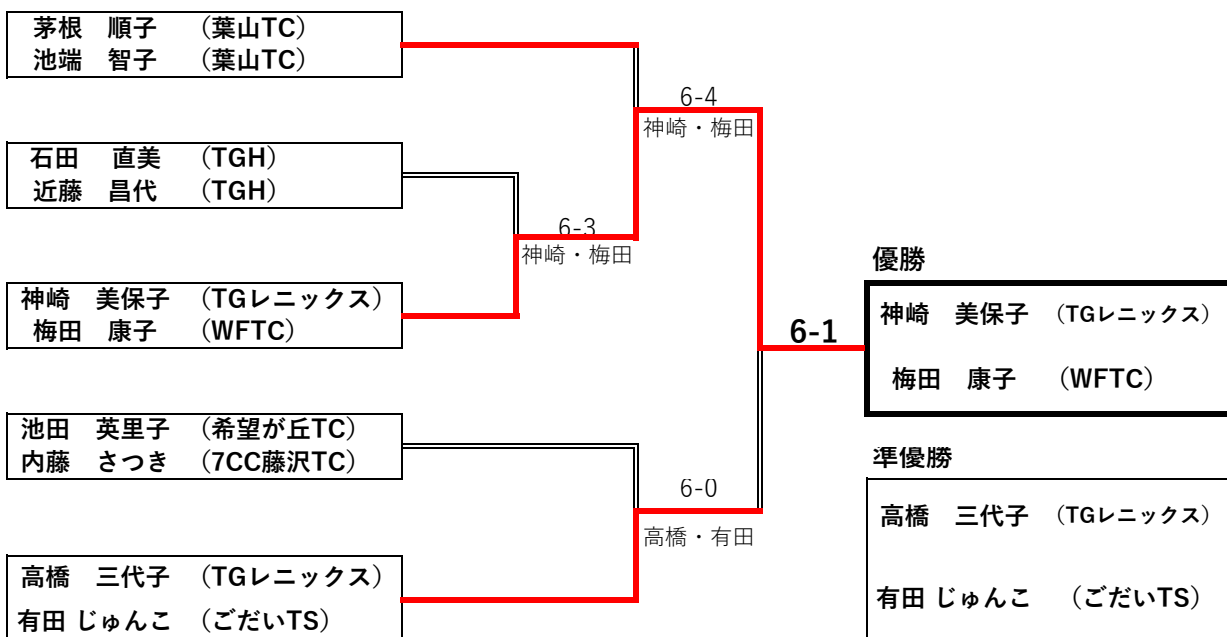 茅根　順子　（葉山TC）
池端　智子　（葉山TC）
6-4
神崎・梅田
石田　直美　（TGH）
近藤　昌代　（TGH）
6-3
神崎・梅田
神崎　美保子　（TGレニックス）
梅田　康子　（WFTC）
6-1
優勝
神崎　美保子　（TGレニックス）
梅田　康子　（WFTC）
池田　英里子　（希望が丘TC）
内藤　さつき　（7CC藤沢TC）
6-0
高橋・有田
高橋　三代子　（TGレニックス）
有田 じゅんこ　（ごだいTS）
準優勝
高橋　三代子　（TGレニックス）
有田 じゅんこ　（ごだいTS）